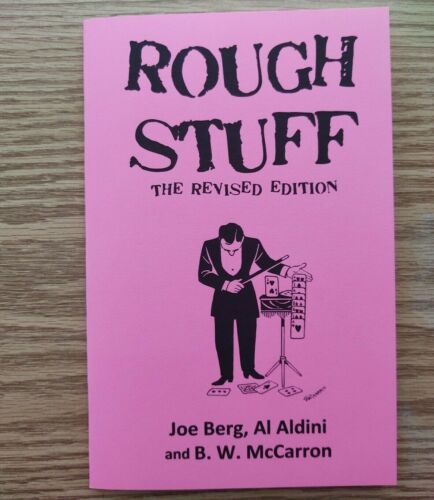 ROUGH
STUFF
THE REVISED EDITION
Joe Berg, Al Aldini
and B. W. McCarron